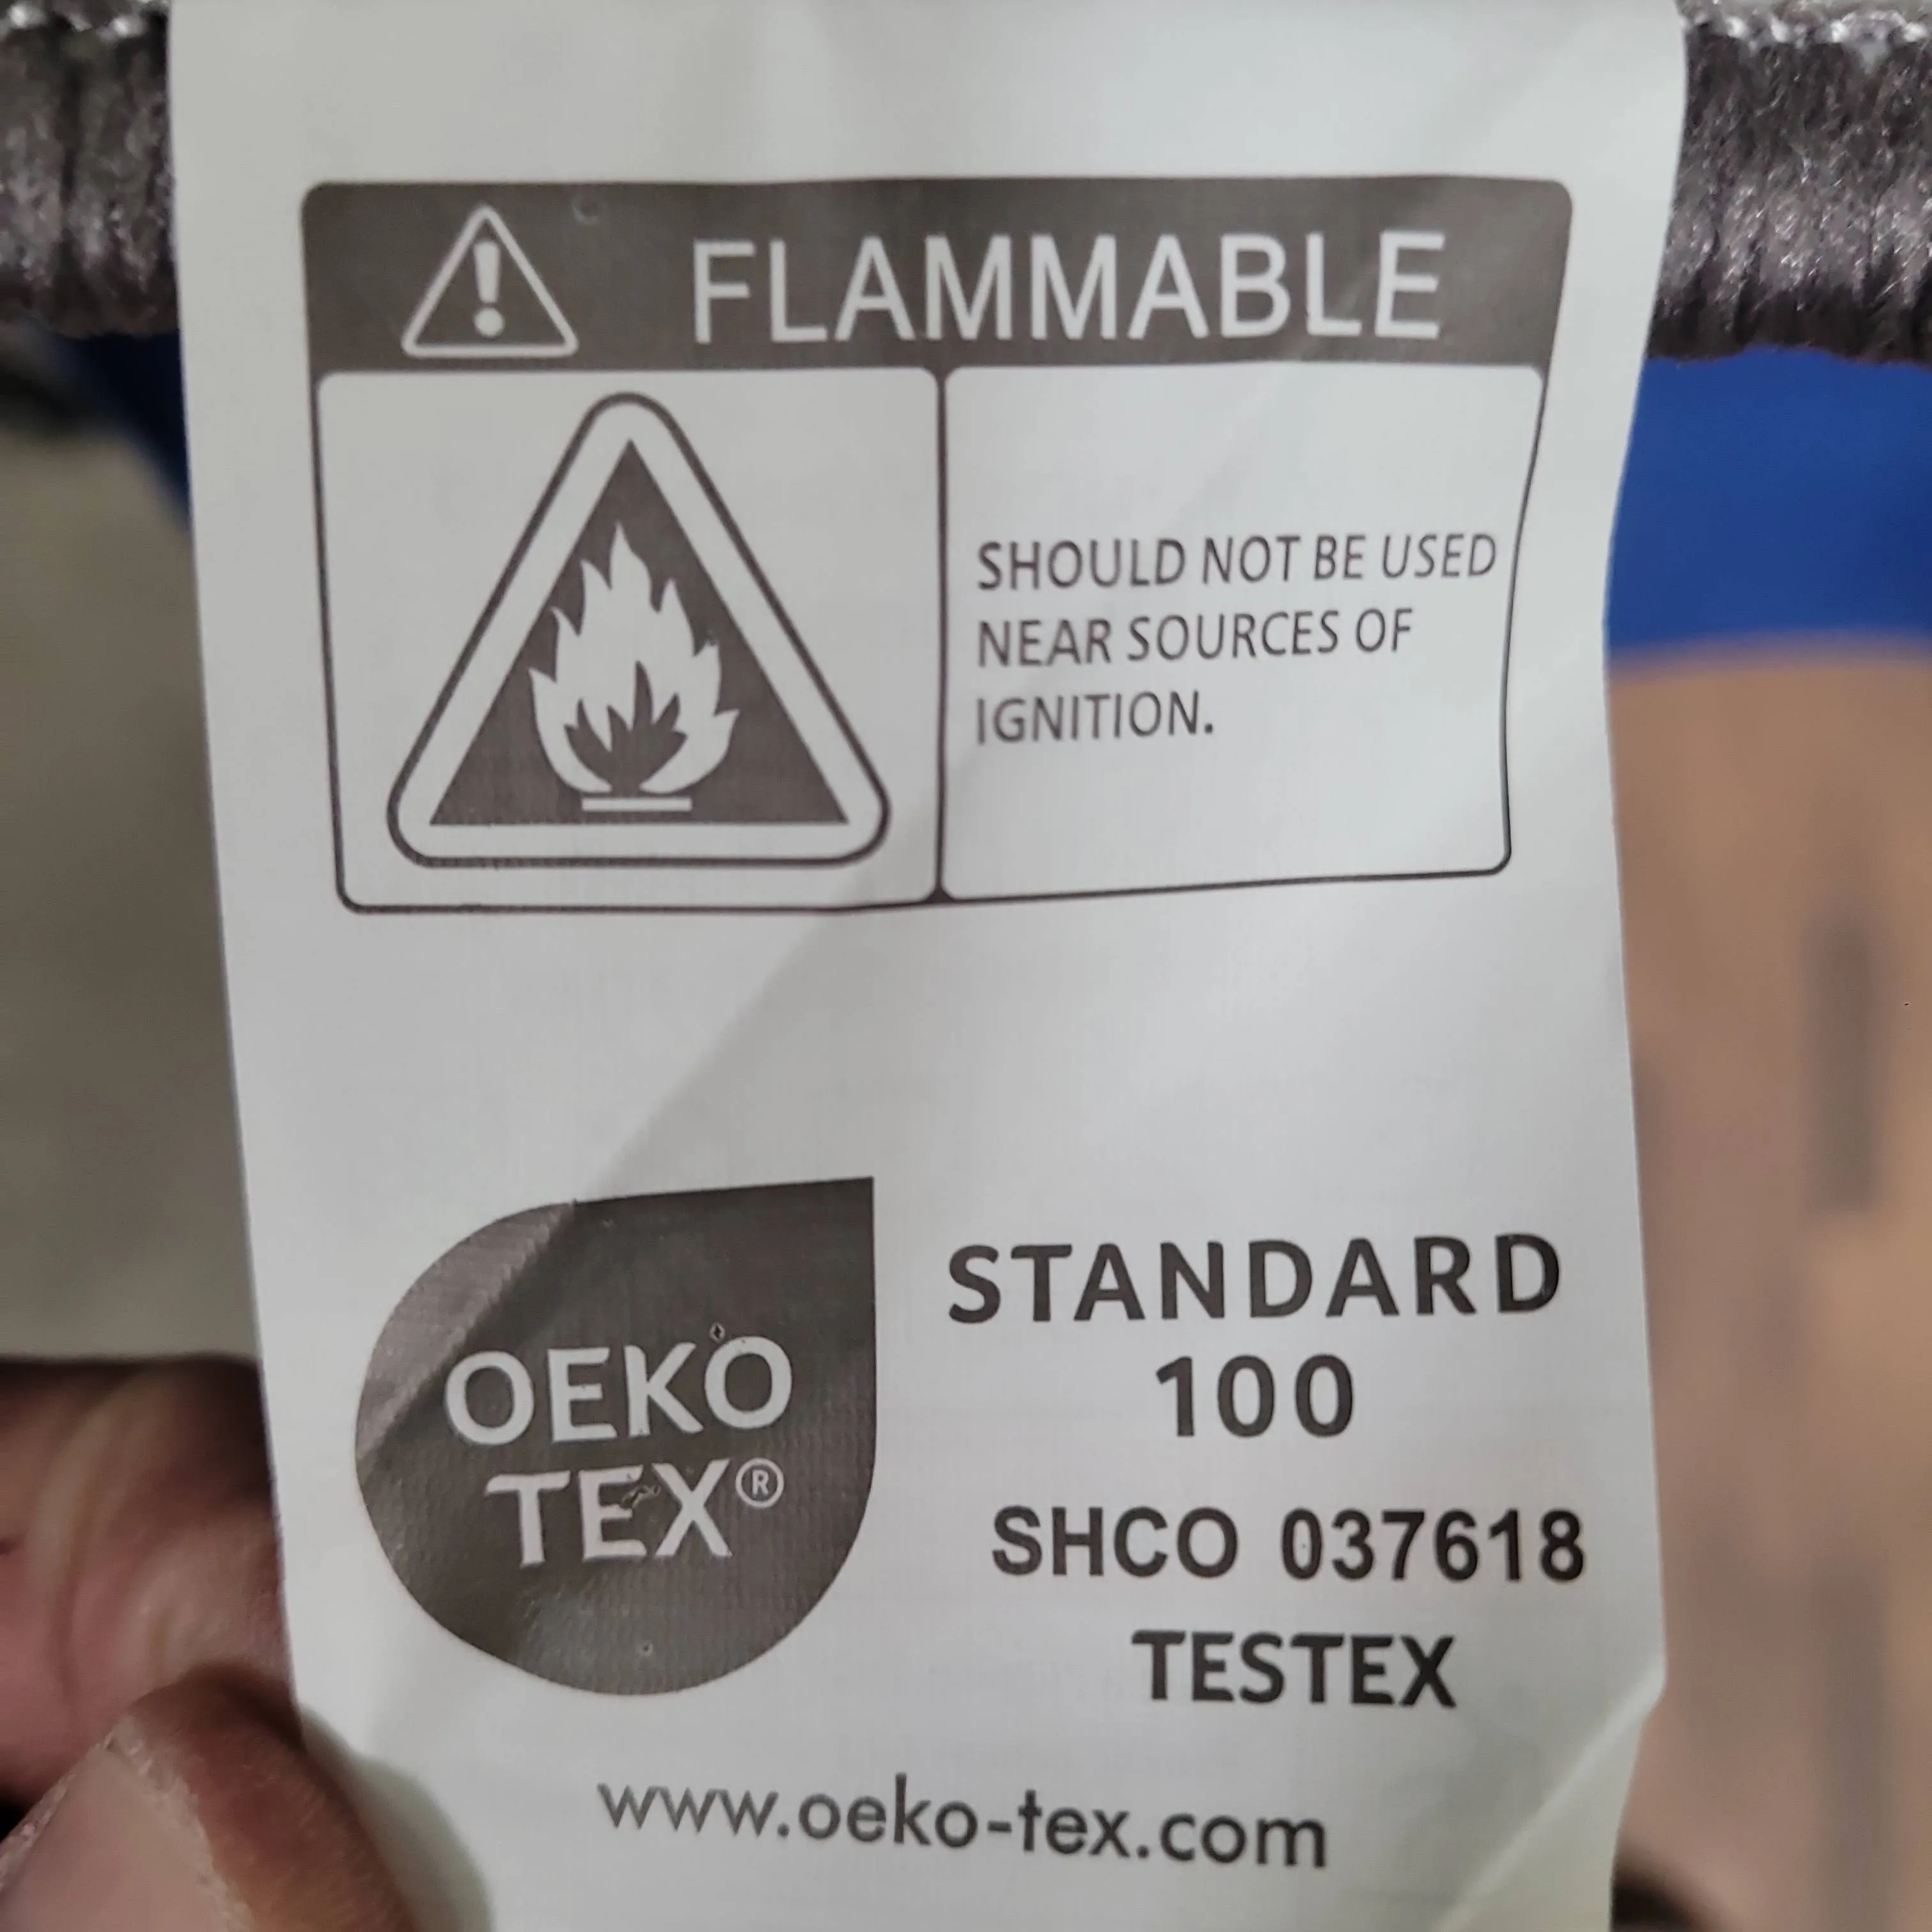 FLAMMABLE
SHOULD NOT BE USED
NEAR SOURCES OF
IGNITION.
OEKO
TEX®
STANDARD
100
SHCO 037618
TESTEX
www.oeko-tex.com